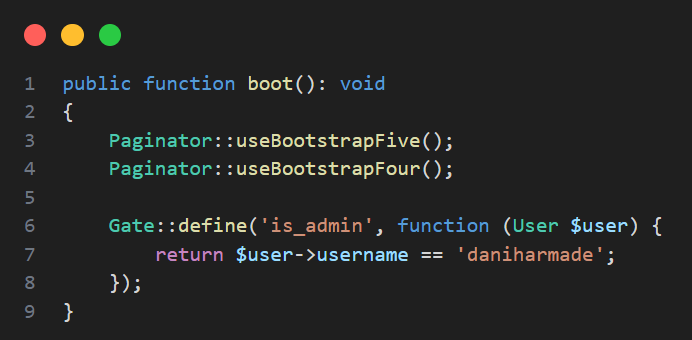 1 public function boot(): void
2 {
3     Paginator::useBootstrapFive();
4     Paginator::useBootstrapFour();
5
6     Gate::define('is_admin', function (User $user) {
7         return $user->username == 'daniharmade';
8     });
9 }